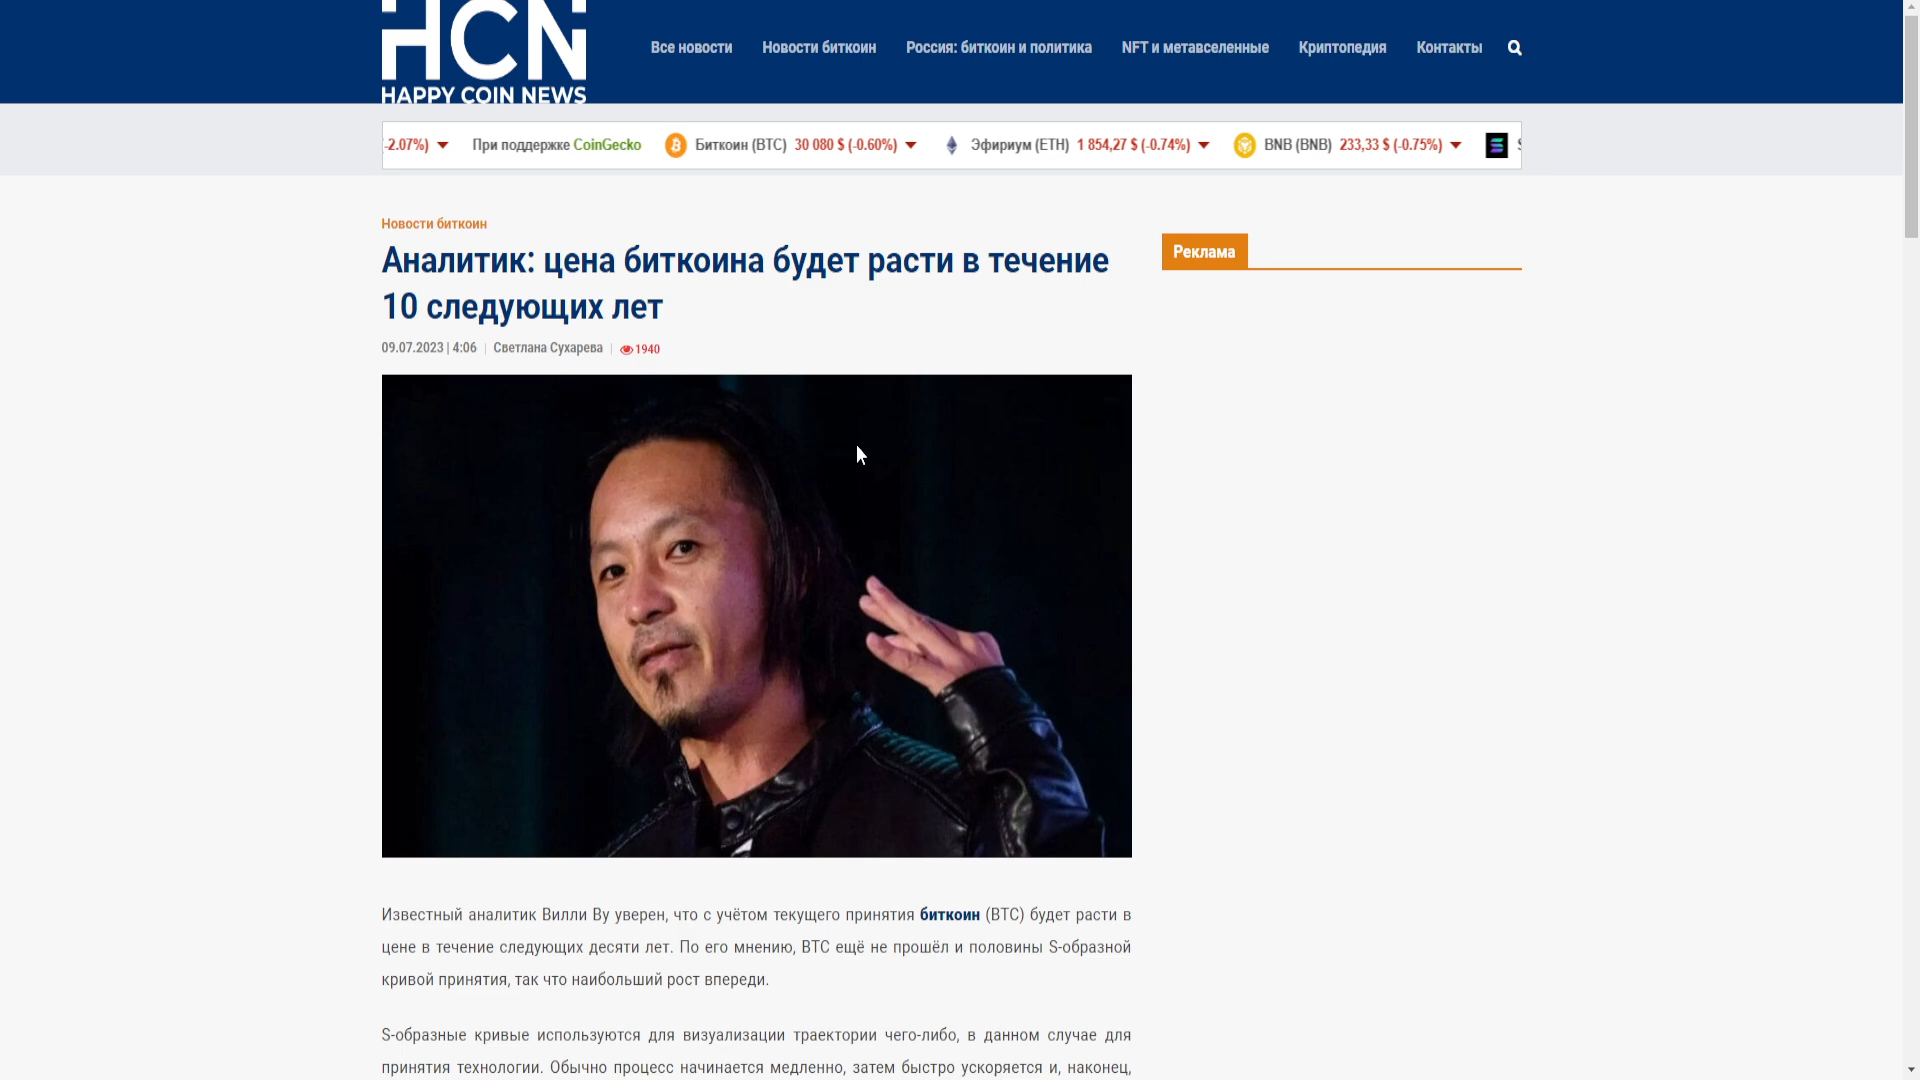 HCN
HAPPY COIN NEWS
Все новости Новости биткоин Россия: биткоин и политика NFT и метавселенные Криптопедия Контакты
-2.07%) При поддержке CoinGecko Биткоин (BTC) 30 080 $ (-0.60%) Эфириум (ETH) 1 854,27 $ (-0.74%) BNB (BNB) 233,33 $ (-0.75%)
Новости биткоин
Аналитик: цена биткоина будет расти в течение
10 следующих лет
09.07.2023 | 4:06 Светлана Сухарева 1940
Реклама
Известный аналитик Вилли Ву уверен, что с учётом текущего принятия биткоин (BTC) будет расти в
цене в течение следующих десяти лет. По его мнению, BTC ещё не прошёл и половины S-образной
кривой принятия, так что наибольший рост впереди.
S-образные кривые используются для визуализации траектории чего-либо, в данном случае для
принятия технологии. Обычно процесс начинается медленно, затем быстро ускоряется и, наконец,